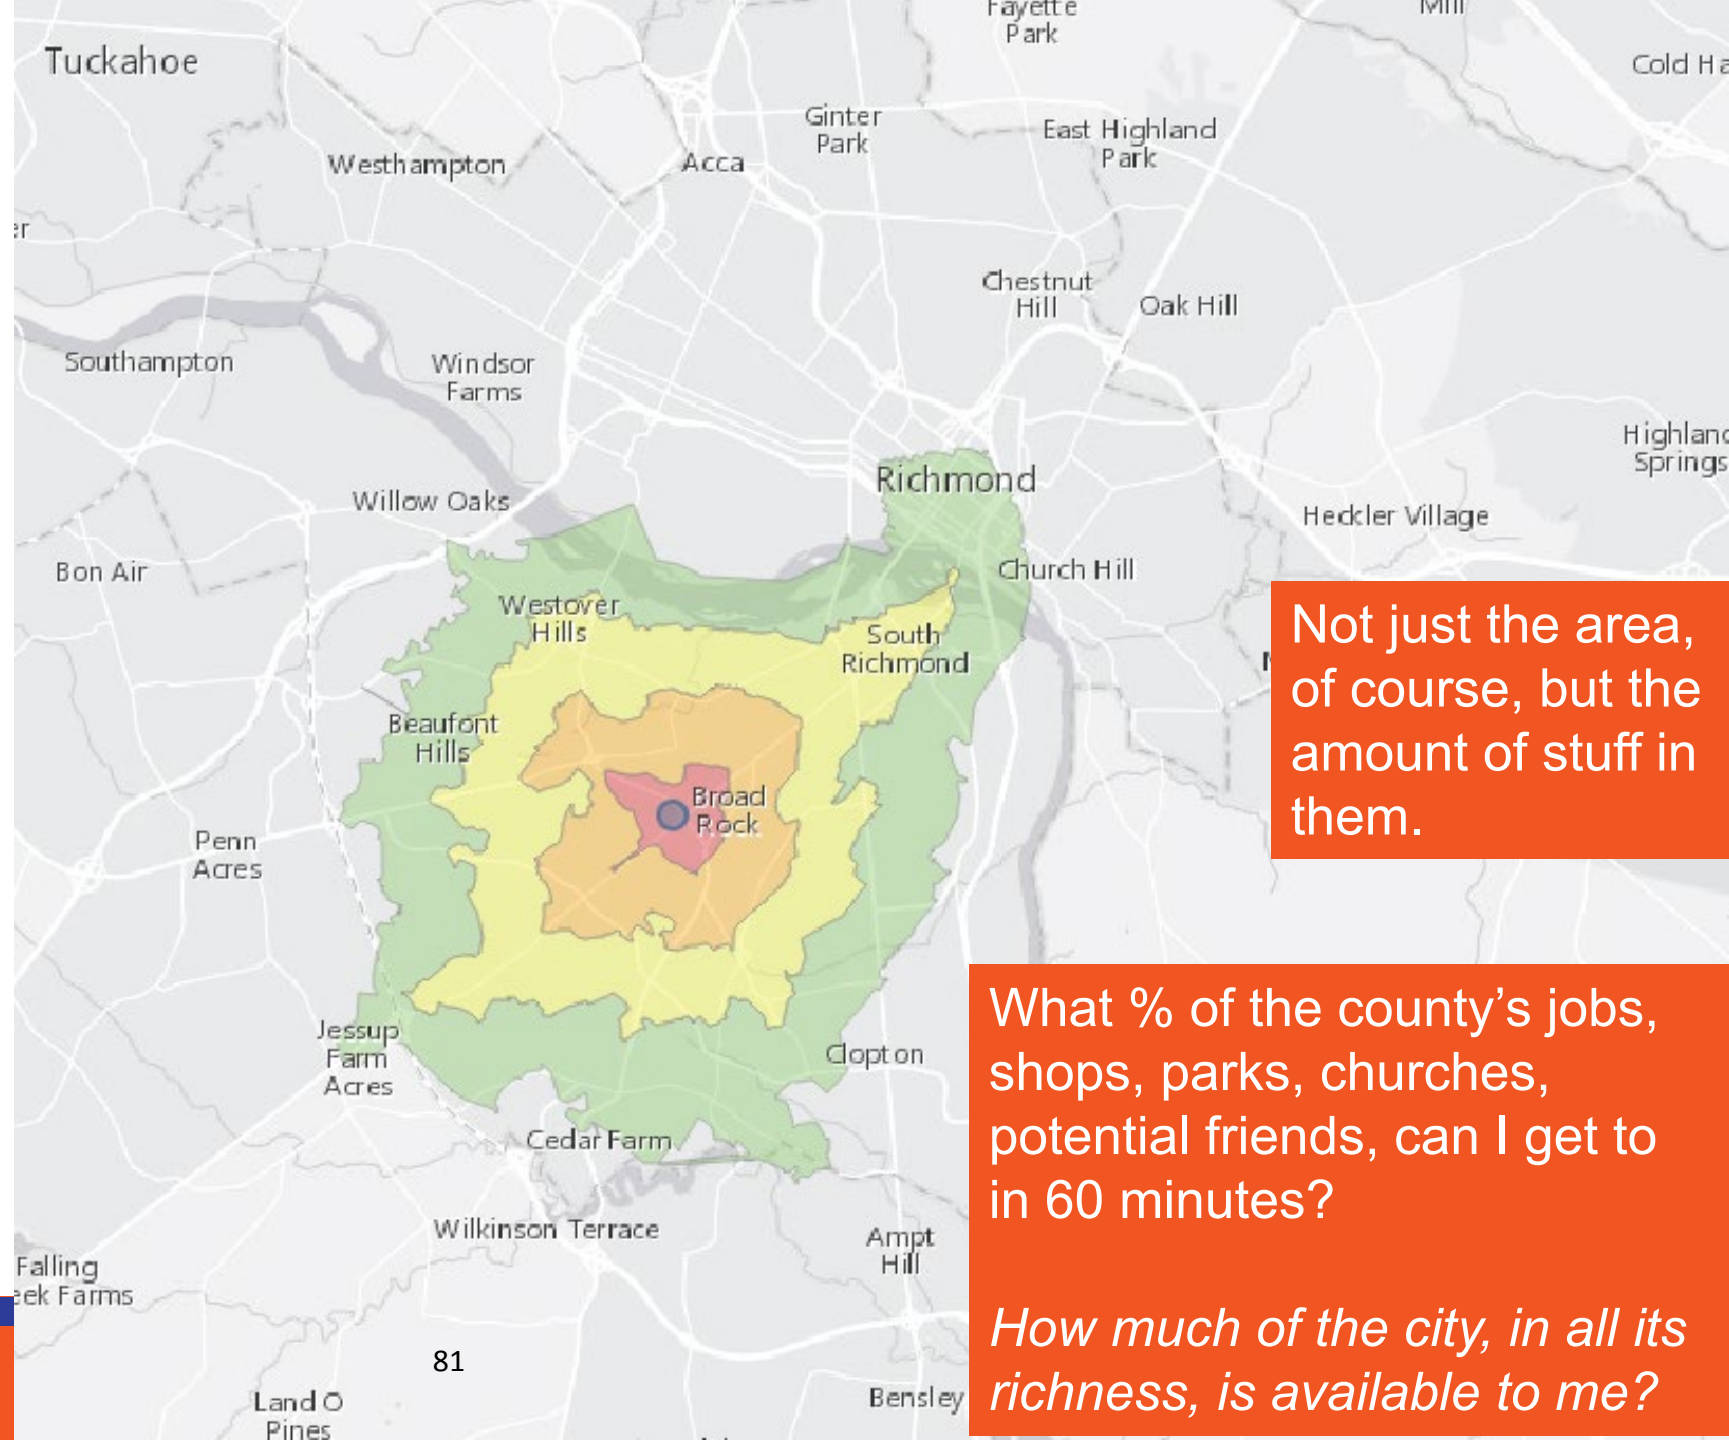 Fayette
Park
Mill
Tuckahoe
Cold Ha
Ginter
Park
East Highland
Park
Westhampton
Acca
er
Chestnut
Hill
Oak Hill
Southampton
Windsor
Farms
Highland
Springs
Richmond
Willow Oaks
Heckler Village
Bon Air
Church Hill
Westover
Hills
South
Richmond
Not just the area,
of course, but the
amount of stuff in
them.
Beaufont
Hills
Broad
Rock
Penn
Acres
What % of the county’s jobs,
shops, parks, churches,
potential friends, can I get to
in 60 minutes?
How much of the city, in all its
richness, is available to me?
Jessup
Farm
Acres
Clopton
Cedar Farm
Wilkinson Terrace
Ampt
Hill
Falling
eek Farms
81
Land O
Pines
Bensley